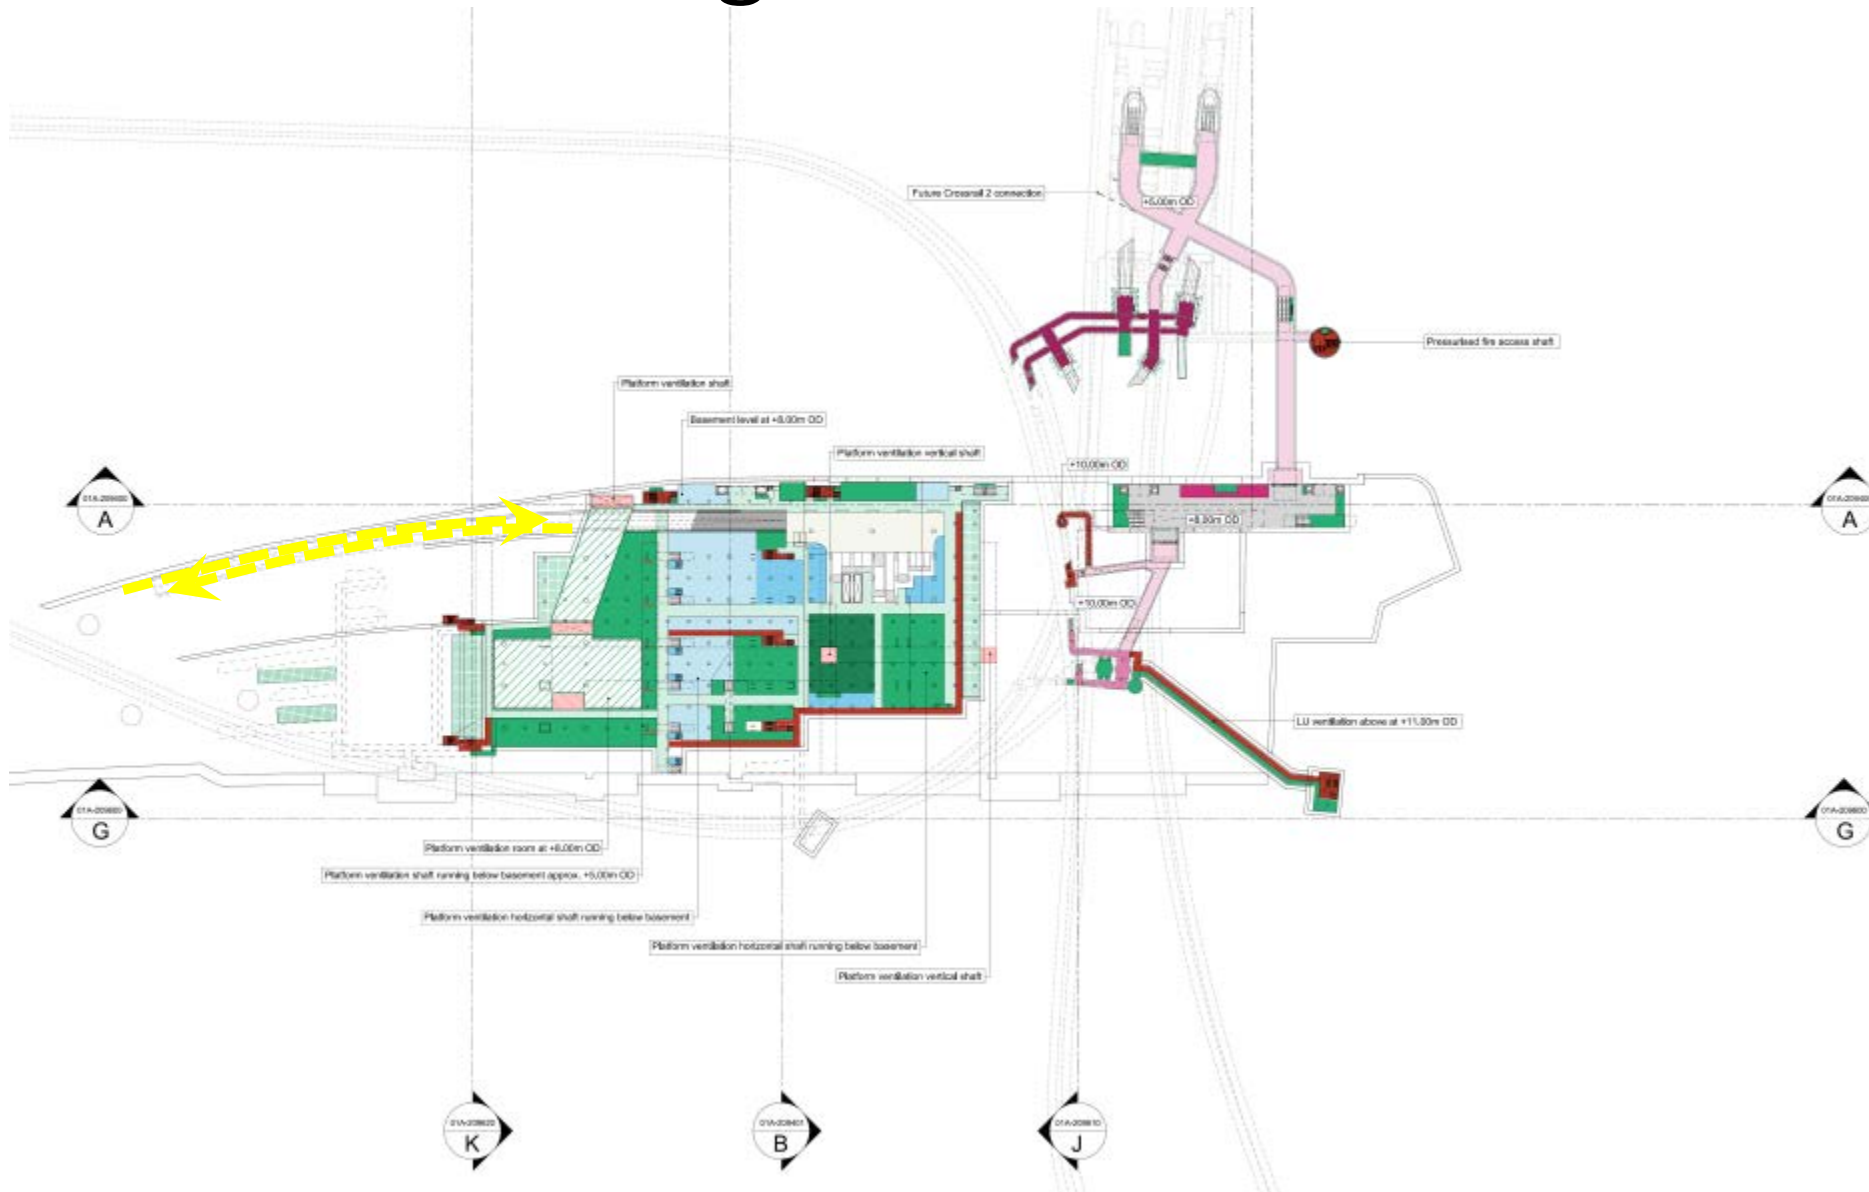 g
Future Crossrail 2 connection
+5.00m OD
Pressurised fire access shaft
Platform ventilation shaft
Basement level at +8.00m OD
Platform ventilation vertical shaft
+10.00m OD
A
A
+8.00m OD
+10.00m OD
LU ventilation above at +11.00m OD
G
G
Platform ventilation room at +8.00m OD
Platform ventilation shaft running below basement approx. +5.00m OD
Platform ventilation horizontal shaft running below basement
Platform ventilation horizontal shaft running below basement
Platform ventilation vertical shaft
K
B
J